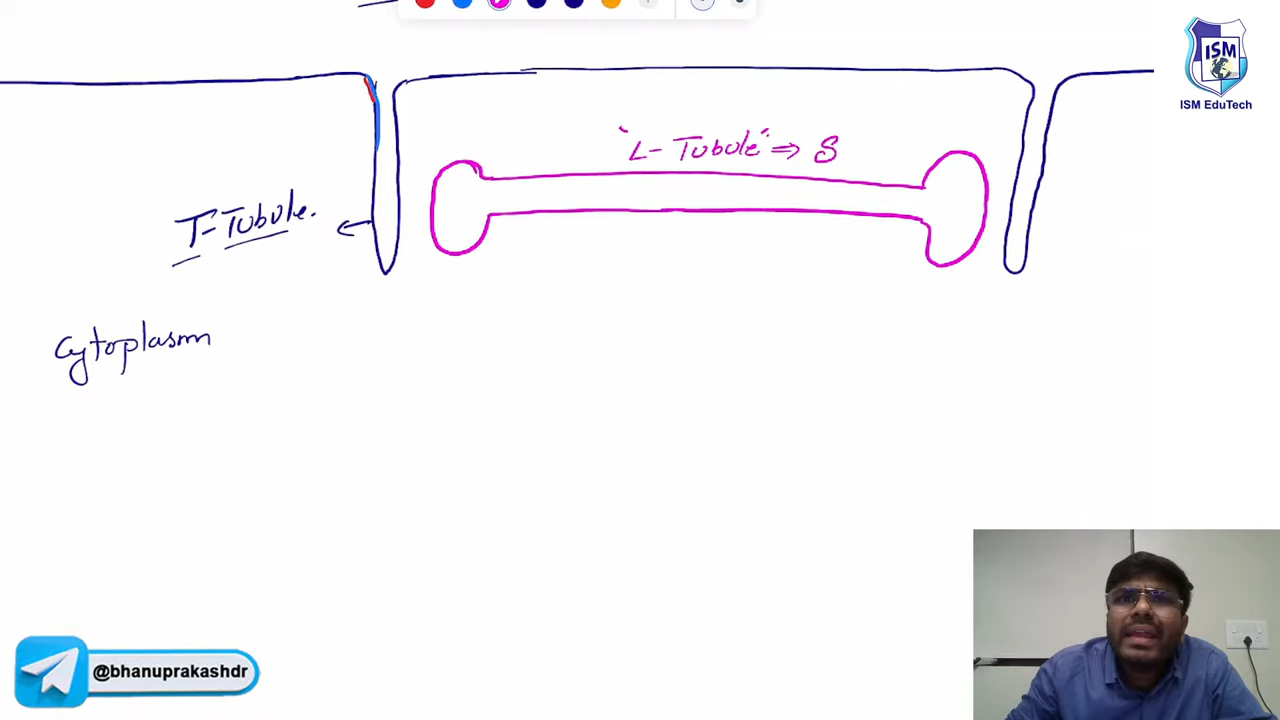 ISM
ISM EduTech
"L- Tubule" ⇒ S
T-Tubule.
Cytoplasm
@bhanuprakashdr